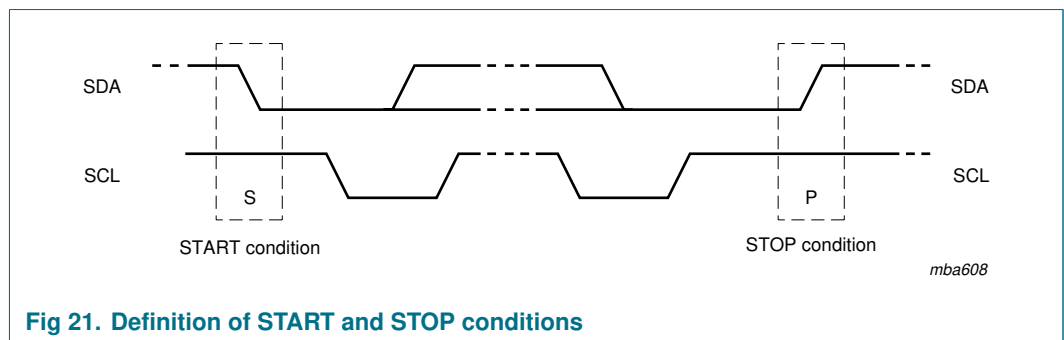 SDA
SDA
SCL
SCL
S
P
START condition
STOP condition
mba608
Fig 21. Definition of START and STOP conditions